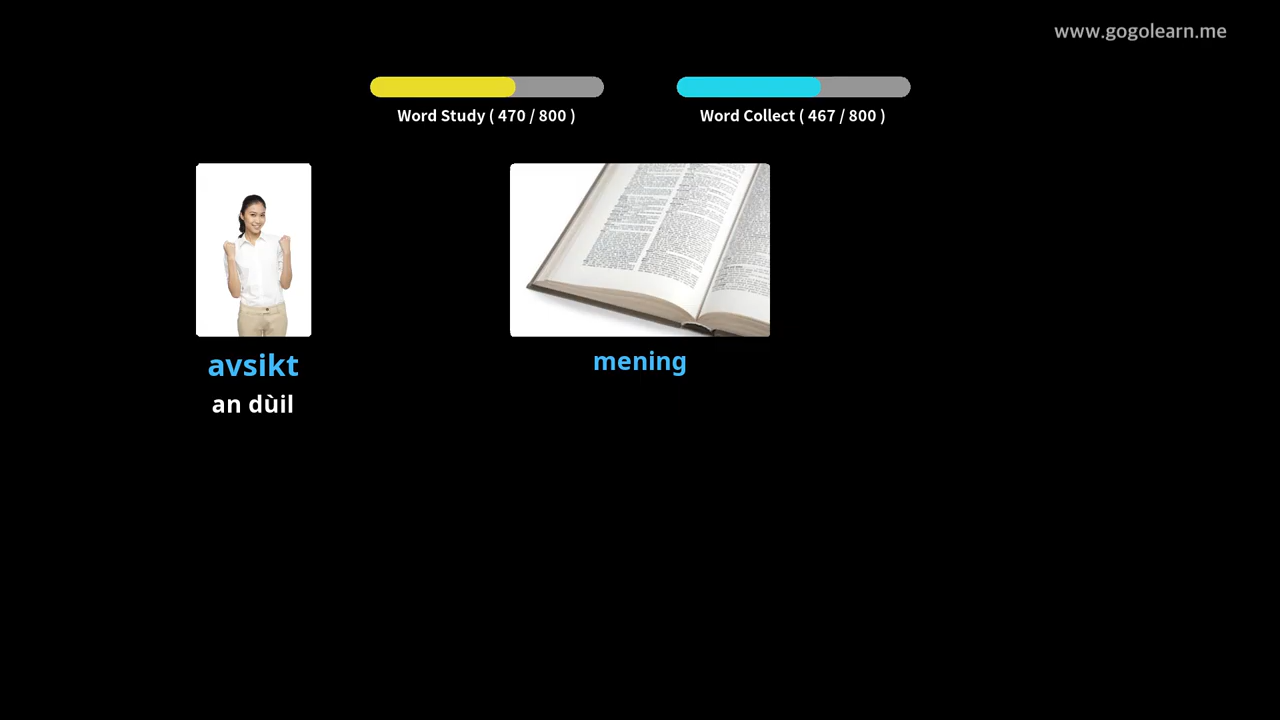 www.gogolearn.me
Word Study ( 470 / 800 )
Word Collect ( 467 / 800 )
avsikt
an dùil
mening